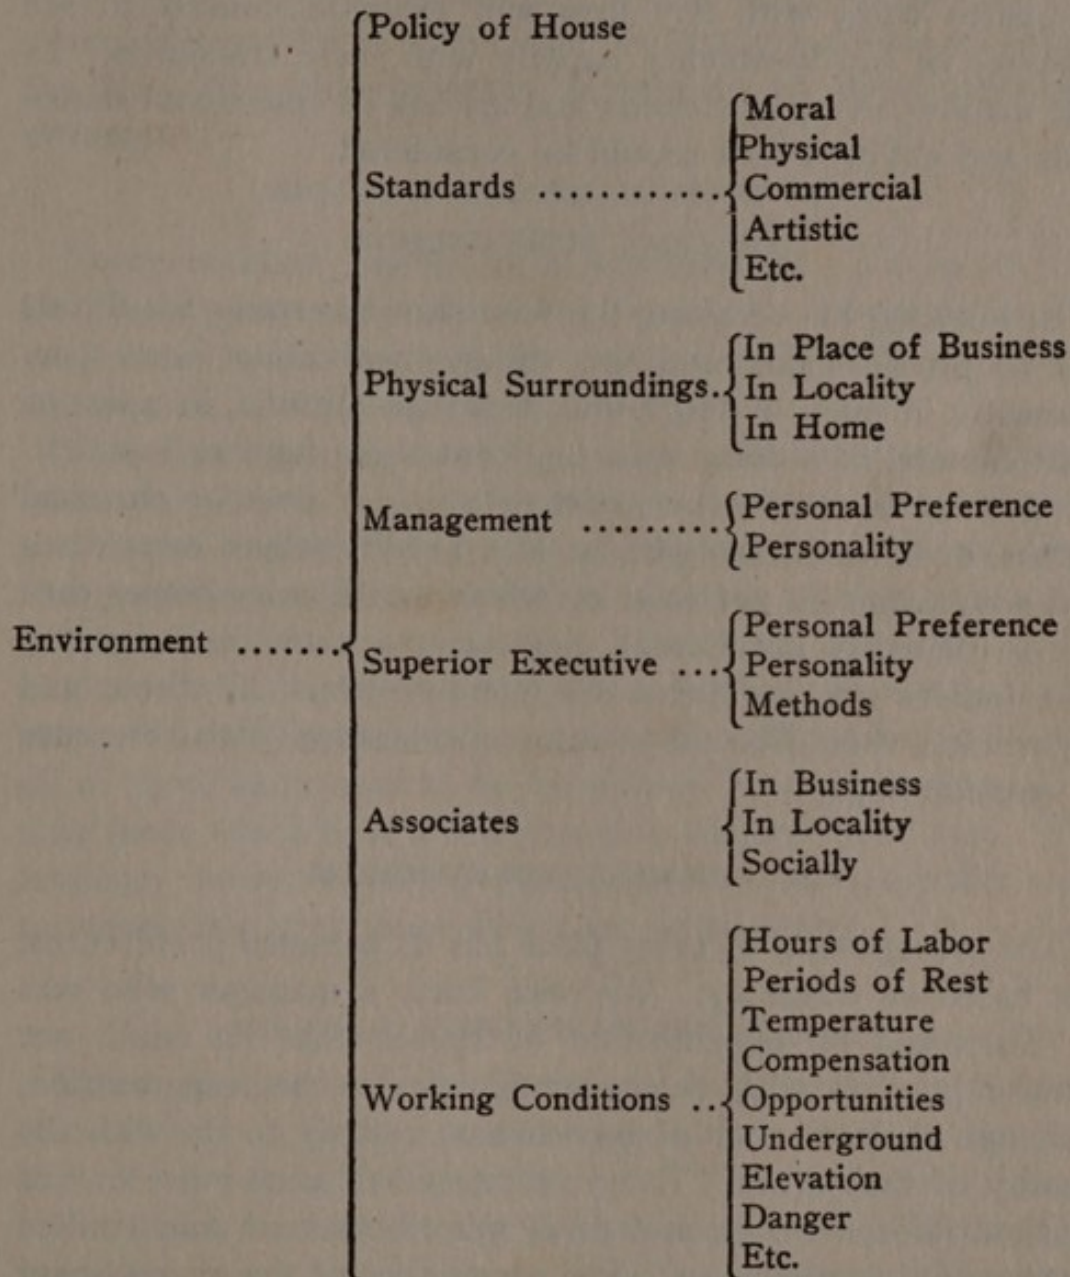 Policy of House
Moral
Physical
Standards ............ Commercial
Artistic
Etc.
In Place of Business
Physical Surroundings.. In Locality
In Home
Management ......... Personal Preference
Personality
Personal Preference
Environment .......
Superior Executive ... Personality
Methods
In Business
Associates In Locality
Socially
Hours of Labor
Periods of Rest
Temperature
Compensation
Working Conditions .. Opportunities
Underground
Elevation
Danger
Etc.